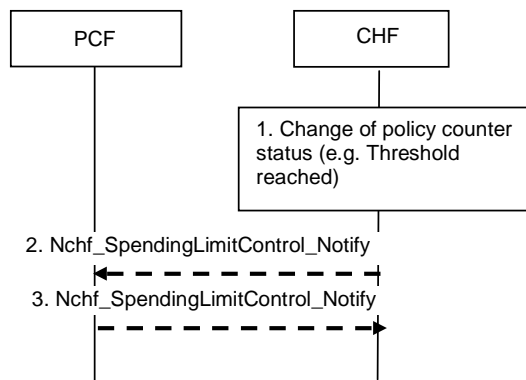 PCF
CHF
1. Change of policy counter
status (e.g. Threshold
reached)
2. Nchf_SpendingLimitControl_Notify
3. Nchf_SpendingLimitControl_Notify